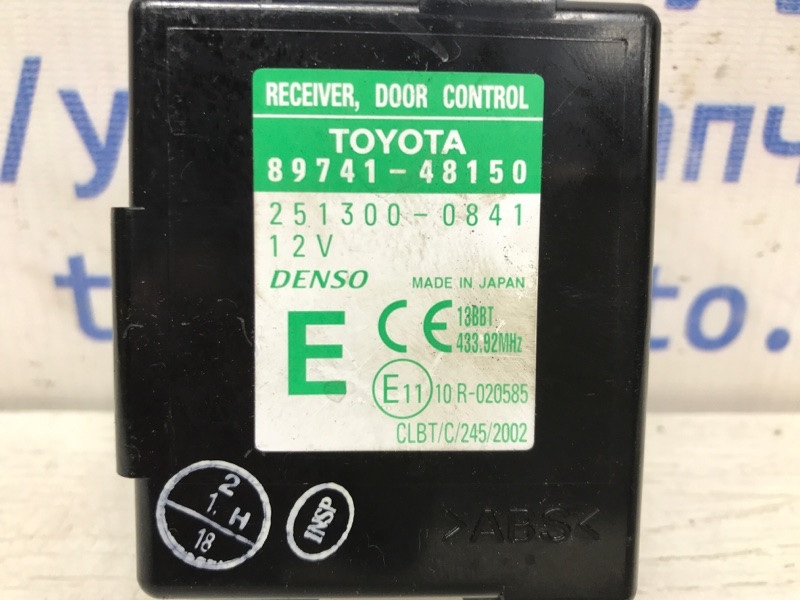 RECEIVER, DOOR CONTROL
TOYOTA
89741-48150
251300-0841
12V
DENSO MADE IN JAPAN
E CE 13BBT
433.92MHz
E11 10 R-020585
CLBT/C/245/2002
2
1. H
18
INSP
>ABS<